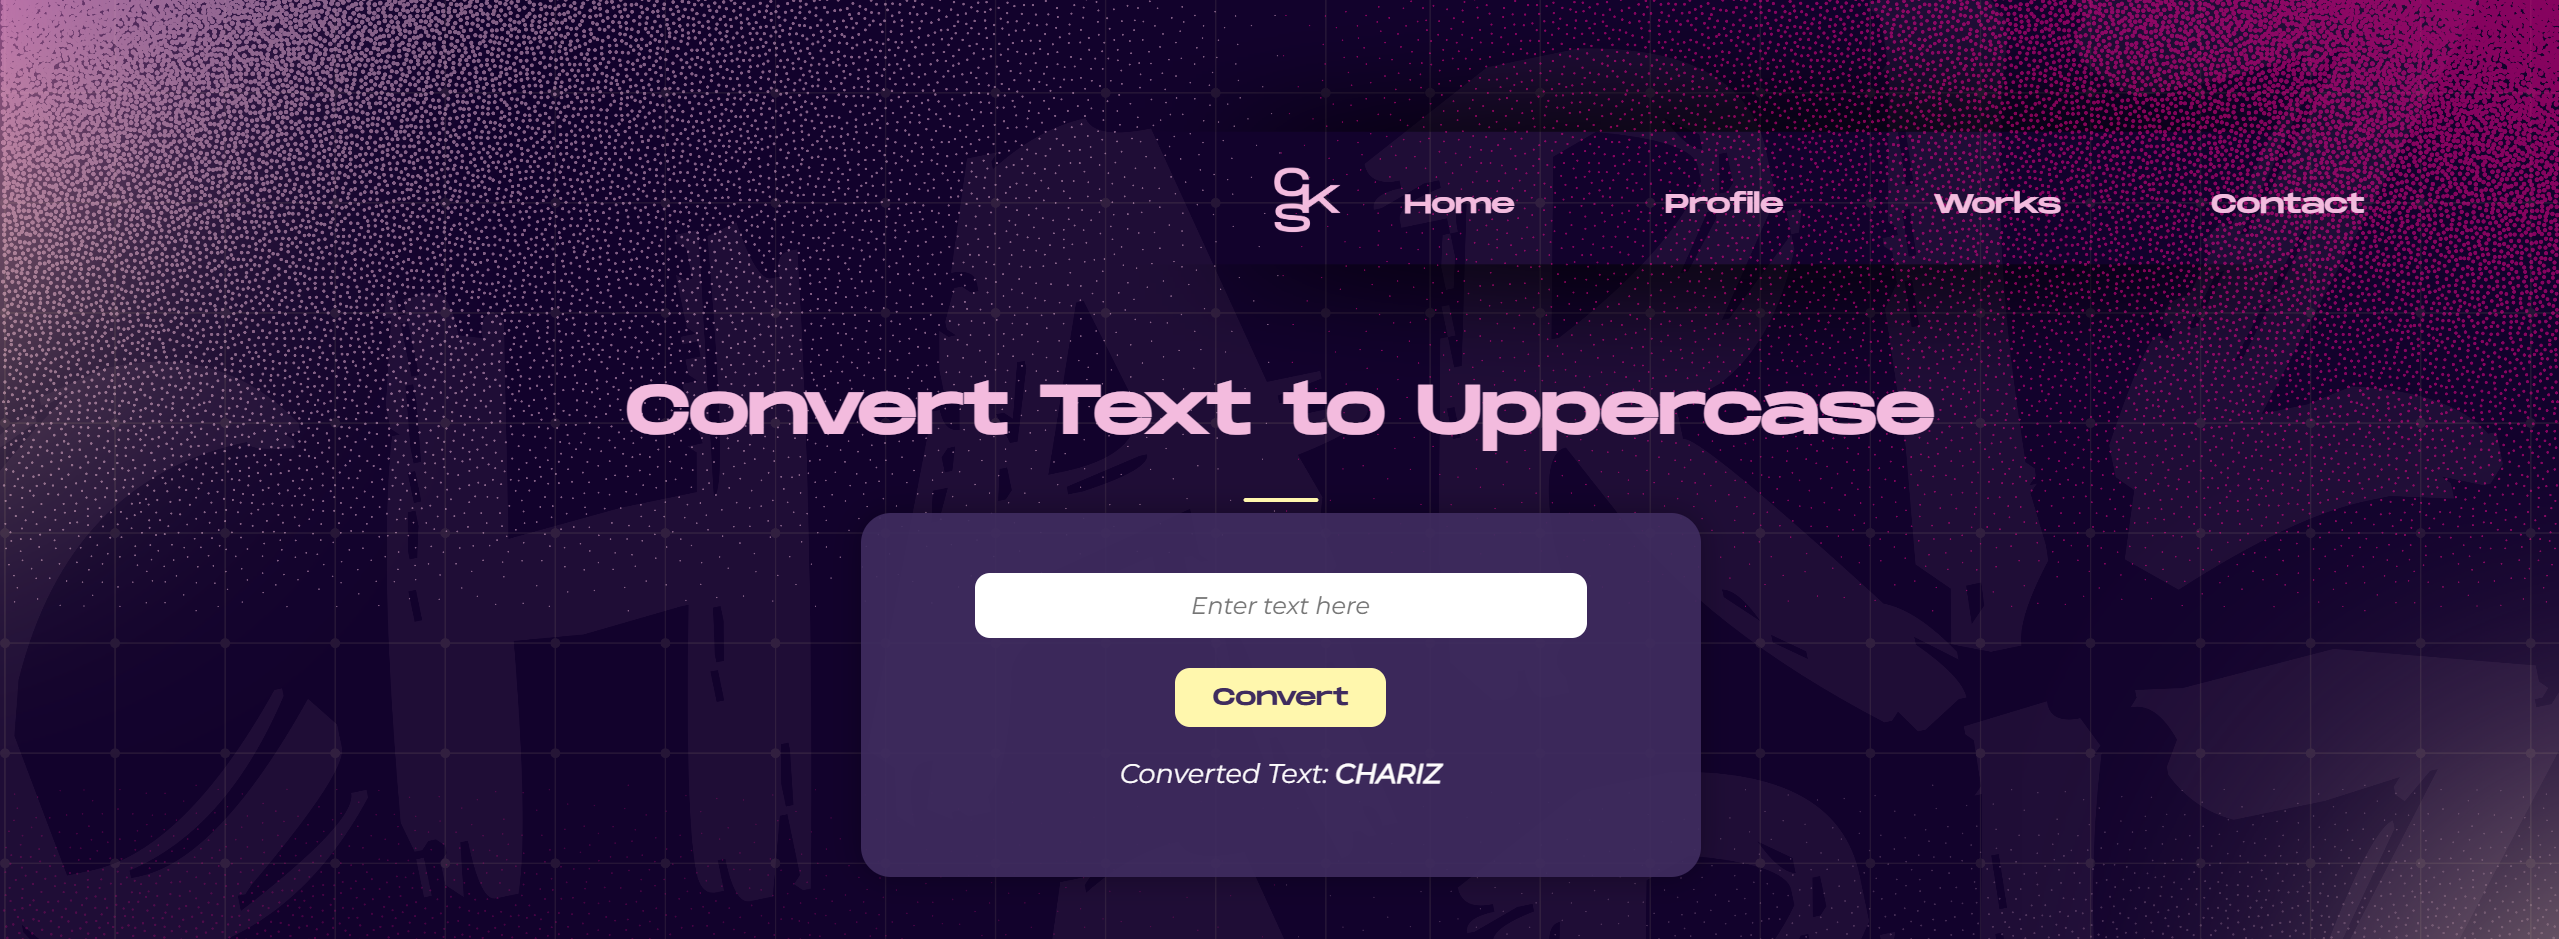 CKS
Home Profile Works Contact
Convert Text to Uppercase
Enter text here
Convert
Converted Text: CHARIZ